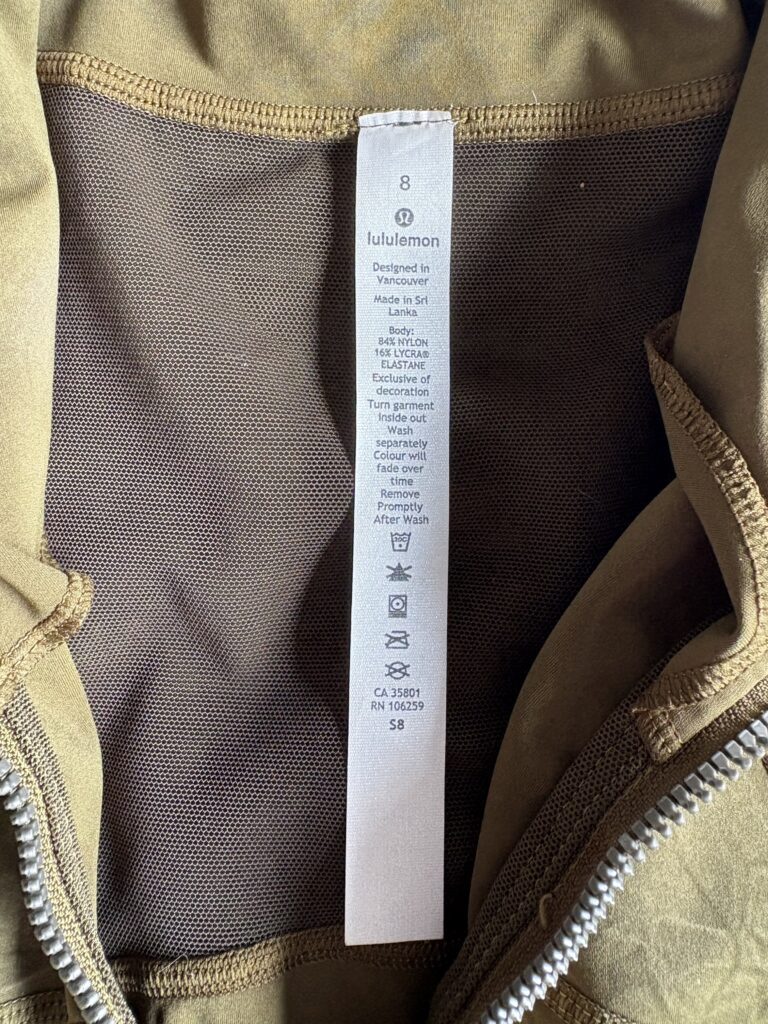 8
lululemon
Designed in
Vancouver
Made in Sri
Lanka
Body:
84% NYLON
16% LYCRA®
ELASTANE
Exclusive of
decoration
Turn garment
inside out
Wash
separately
Colour will
fade over
time
Remove
Promptly
After Wash
30C
CA 35801
RN 106259
S8